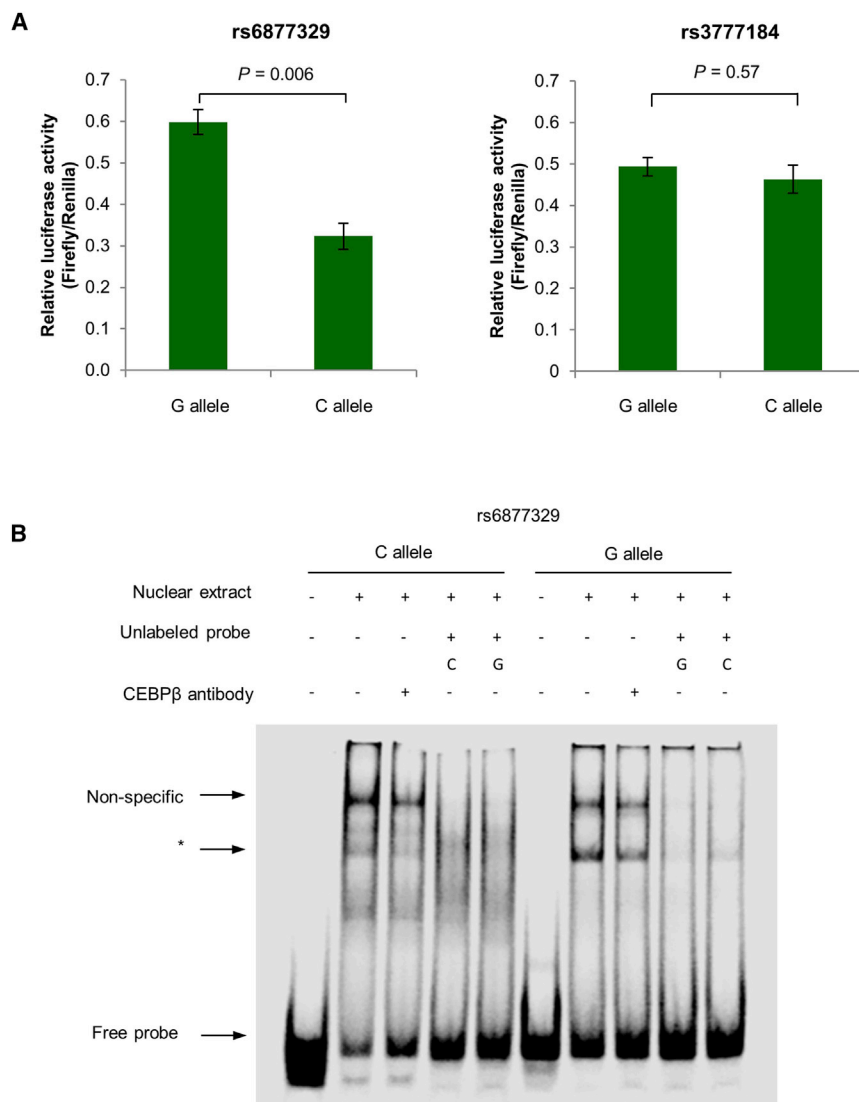 A
rs6877329
rs3777184
P = 0.006
P = 0.57
Relative luciferase activity
(Firefly/Renilla)
0.7
0.6
0.5
0.4
0.3
0.2
0.1
0.0
G allele C allele
Relative luciferase activity
(Firefly/Renilla)
0.7
0.6
0.5
0.4
0.3
0.2
0.1
0
G allele C allele
B
rs6877329
C allele G allele
Nuclear extract - + + + + - + + + +
Unlabeled probe - - - + + - - - + +
C G G C
CEBPβ antibody - - + - - - - + - -
Non-specific
*
Free probe